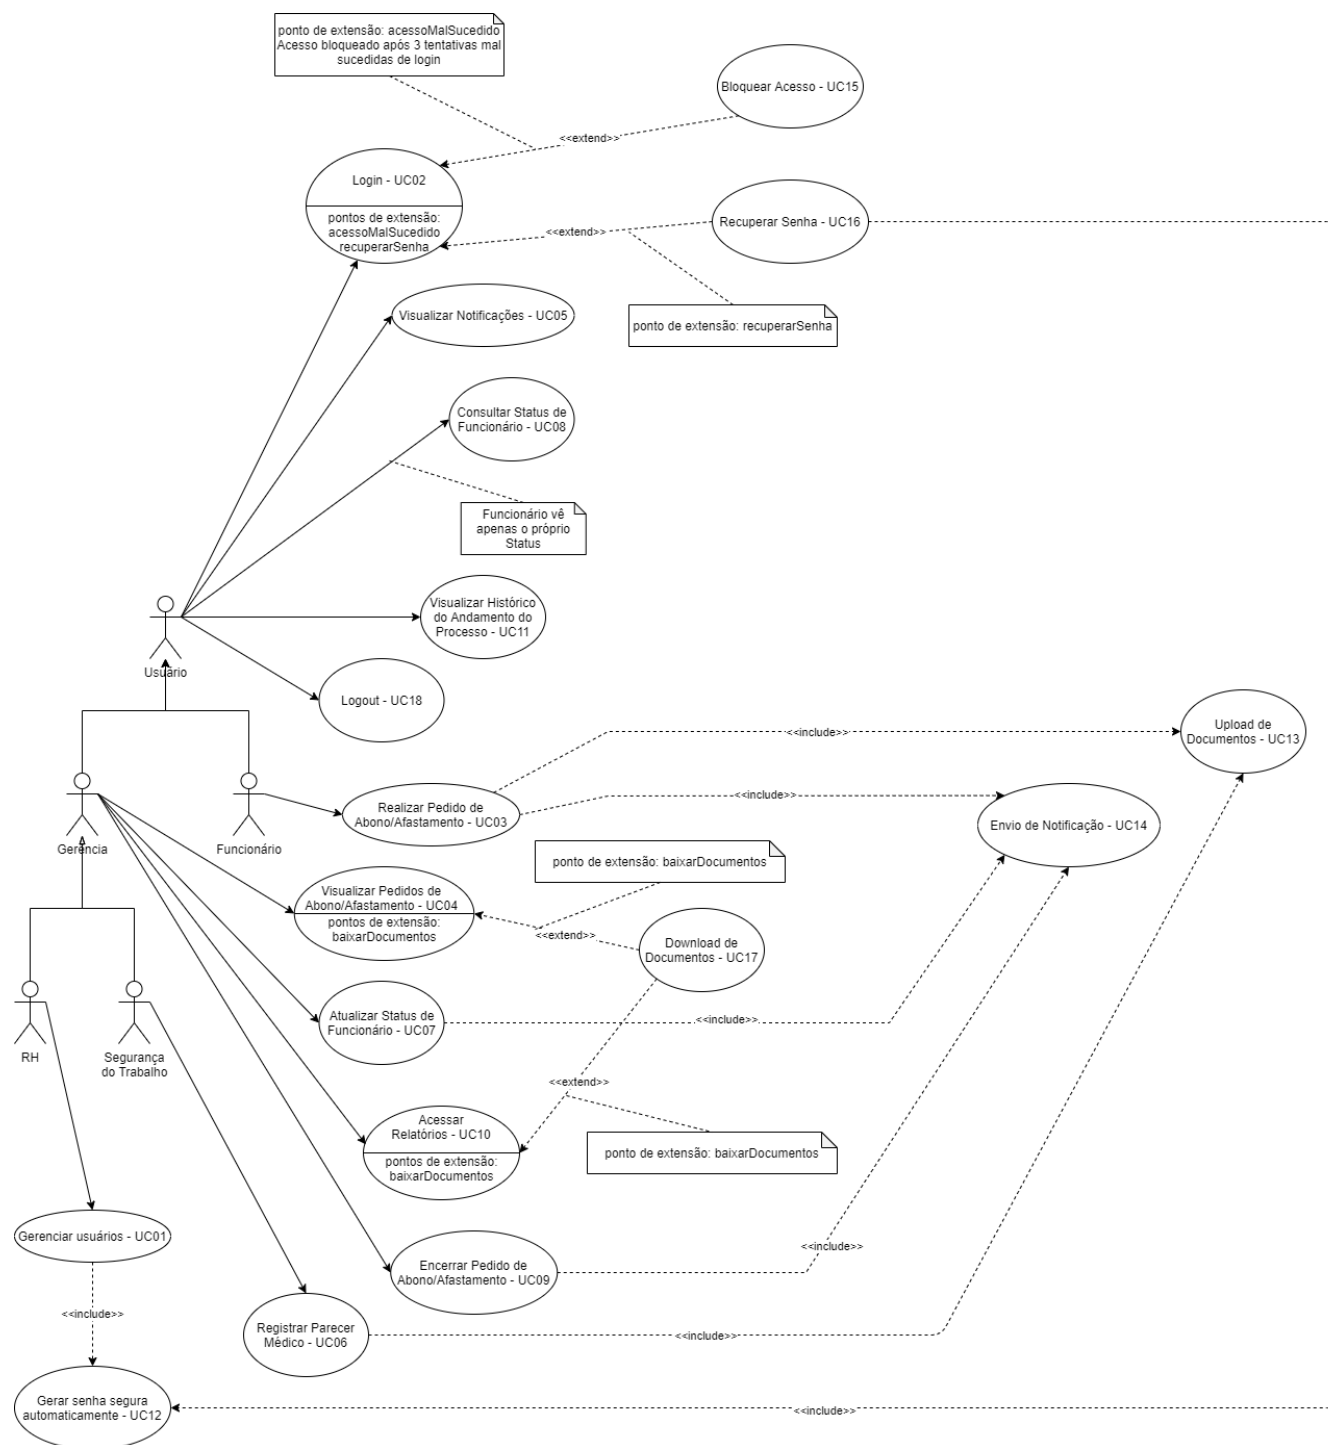 ponto de extensão: acessoMalSucedido
Acesso bloqueado após 3 tentativas mal
sucedidas de login
Bloquear Acesso - UC15
<<extend>>
Login - UC02
pontos de extensão:
acessoMalSucedido
recuperarSenha
Recuperar Senha - UC16
<<extend>>
Visualizar Notificações - UC05
ponto de extensão: recuperarSenha
Consultar Status de
Funcionário - UC08
Funcionário vê
apenas o próprio
Status
Visualizar Histórico
do Andamento do
Processo - UC11
Usuário
Logout - UC18
Upload de
Documentos - UC13
<<include>>
Realizar Pedido de
Abono/Afastamento - UC03
<<include>>
Envio de Notificação - UC14
Gerência
Funcionário
ponto de extensão: baixarDocumentos
Visualizar Pedidos de
Abono/Afastamento - UC04
pontos de extensão:
baixarDocumentos
<<extend>>
Download de
Documentos - UC17
Atualizar Status de
Funcionário - UC07
<<include>>
RH
Segurança
do Trabalho
<<extend>>
Acessar
Relatórios - UC10
pontos de extensão:
baixarDocumentos
ponto de extensão: baixarDocumentos
Gerenciar usuários - UC01
<<include>>
Encerrar Pedido de
Abono/Afastamento - UC09
<<include>>
Registrar Parecer
Médico - UC06
<<include>>
Gerar senha segura
automaticamente - UC12
<<include>>